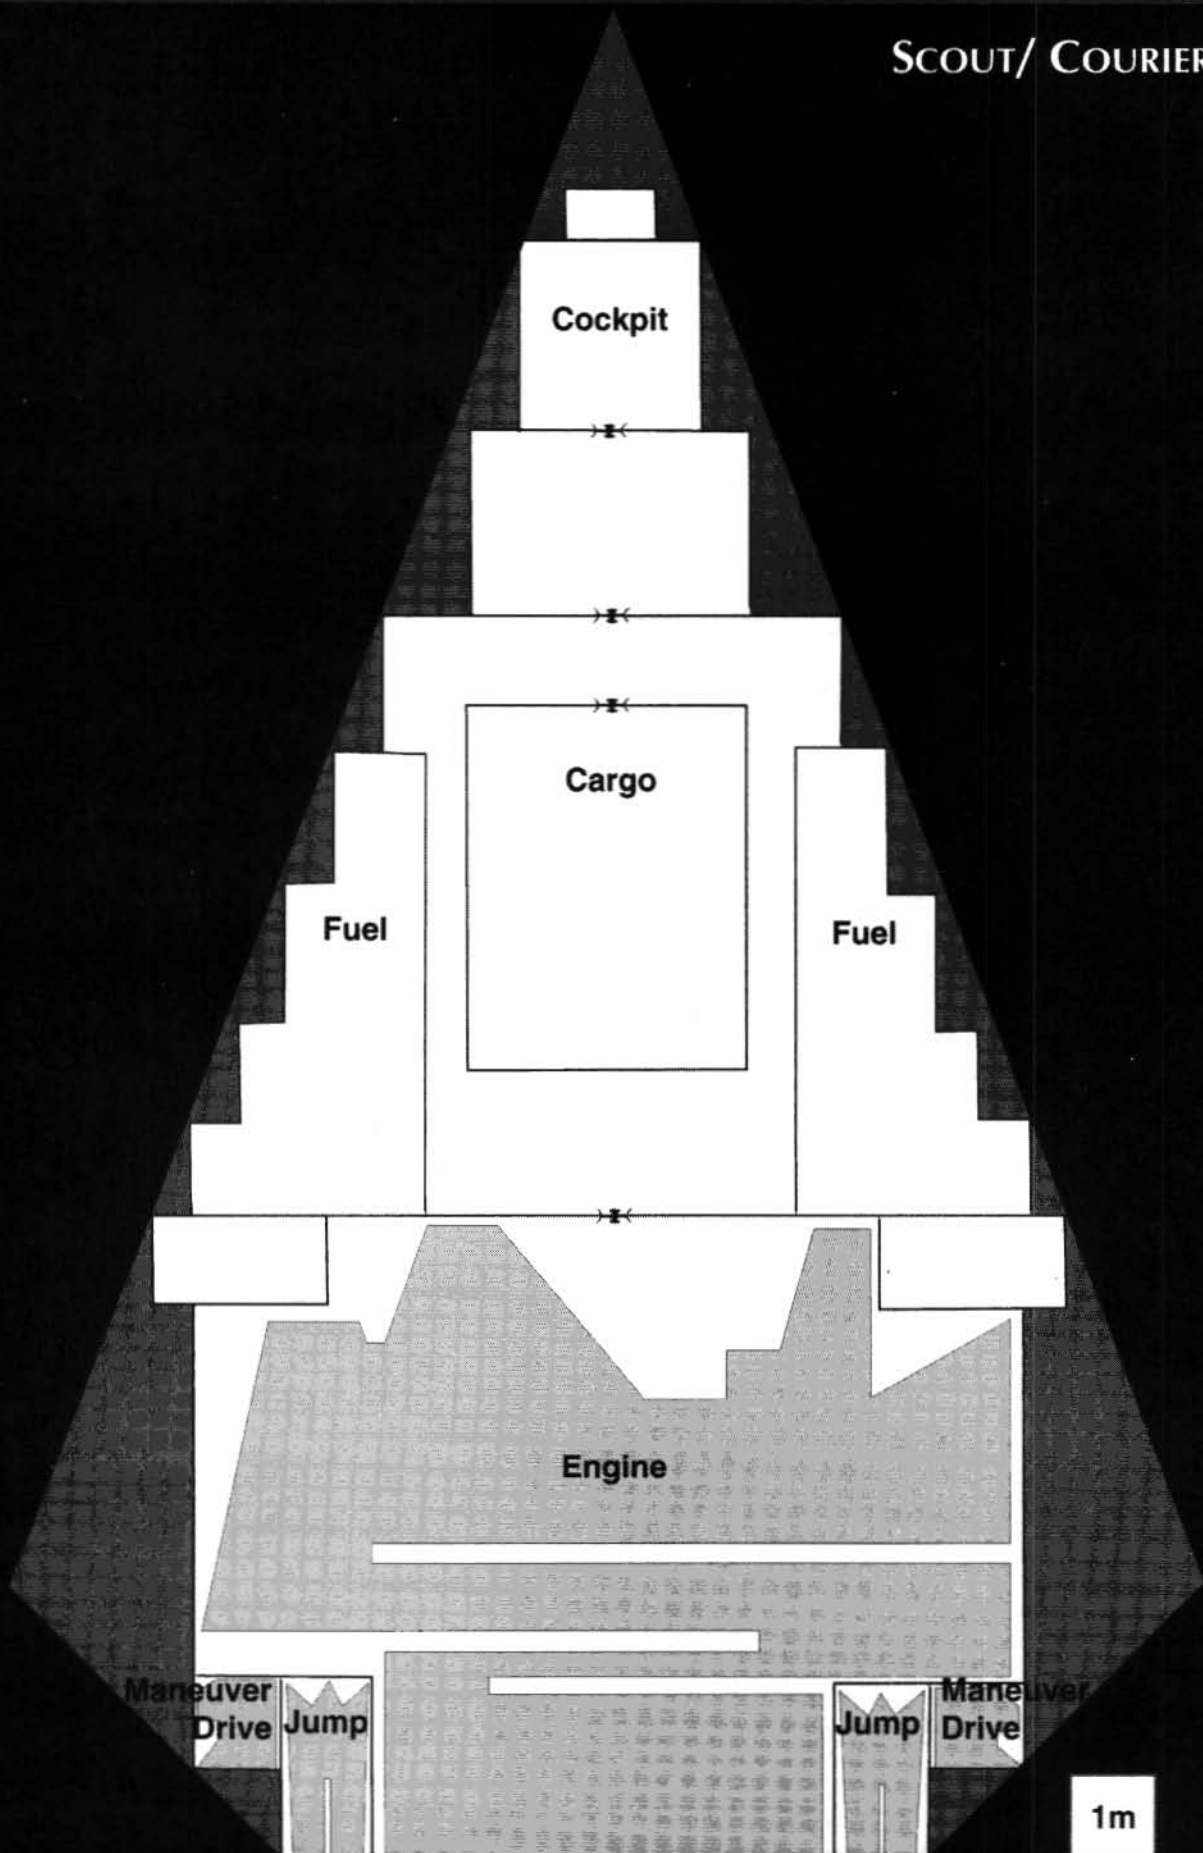 SCOUT/ COURIER
Cockpit
Cargo
Fuel
Fuel
Engine
Maneuver
Drive
Jump
Jump
Maneuver
Drive
1m